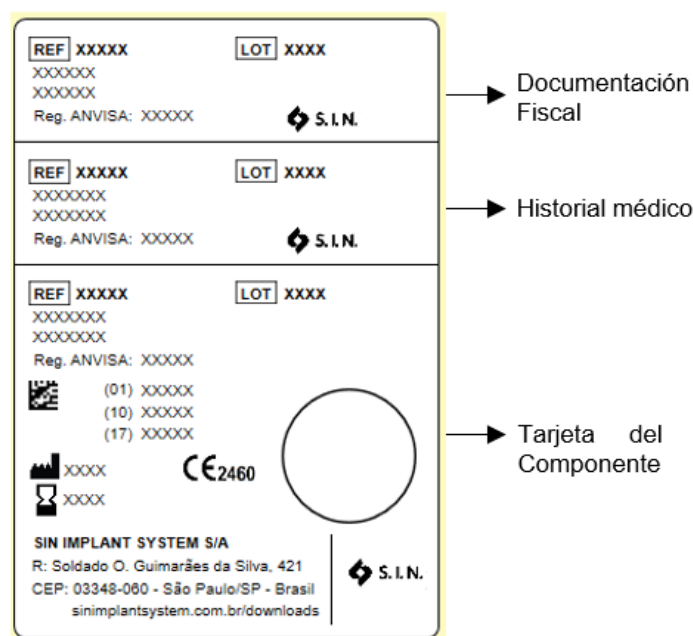 REF XXXXX LOT XXXX
XXXXXX
XXXXXX
Reg. ANVISA: XXXXX S.I.N.
Documentación
Fiscal
REF XXXXX LOT XXXX
XXXXXXX
XXXXXXX
Reg. ANVISA: XXXXX S.I.N.
Historial médico
REF XXXXX LOT XXXX
XXXXXXX
XXXXXXX
Reg. ANVISA: XXXXX
(01) XXXXX
(10) XXXXX
(17) XXXXX
XXXX CE2460
XXXX
Tarjeta del
Componente
SIN IMPLANT SYSTEM S/A
R: Soldado O. Guimarães da Silva, 421
CEP: 03348-060 - São Paulo/SP - Brasil
sinimplantsystem.com.br/downloads
S.I.N.